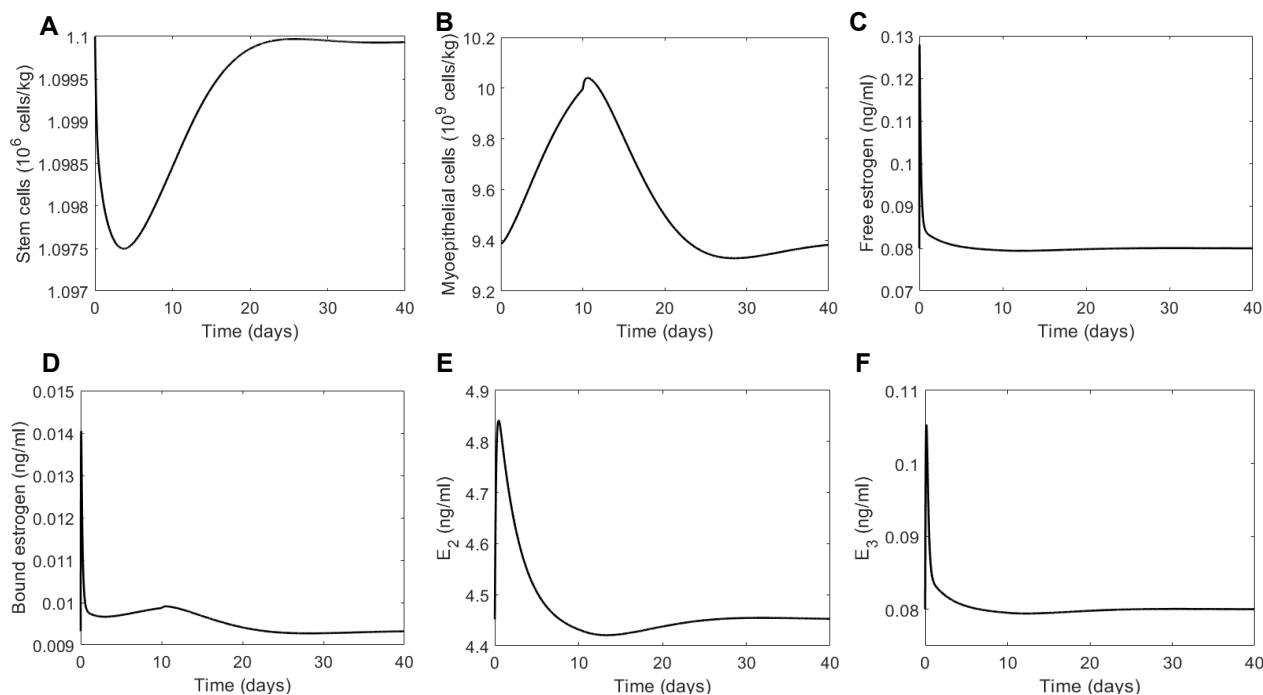 A
Stem cells (10^6 cells/kg)
1.1
1.0995
1.099
1.0985
1.098
1.0975
1.097
0 10 20 30 40
Time (days)
B
Myoepithelial cells (10^9 cells/kg)
10.2
10
9.8
9.6
9.4
9.2
0 10 20 30 40
Time (days)
C
Free estrogen (ng/ml)
0.13
0.12
0.11
0.1
0.09
0.08
0.07
0 10 20 30 40
Time (days)
D
Bound estrogen (ng/ml)
0.015
0.014
0.013
0.012
0.011
0.01
0.009
0 10 20 30 40
Time (days)
E
E_2 (ng/ml)
4.9
4.8
4.7
4.6
4.5
4.4
0 10 20 30 40
Time (days)
F
E_3 (ng/ml)
0.11
0.1
0.09
0.08
0 10 20 30 40
Time (days)